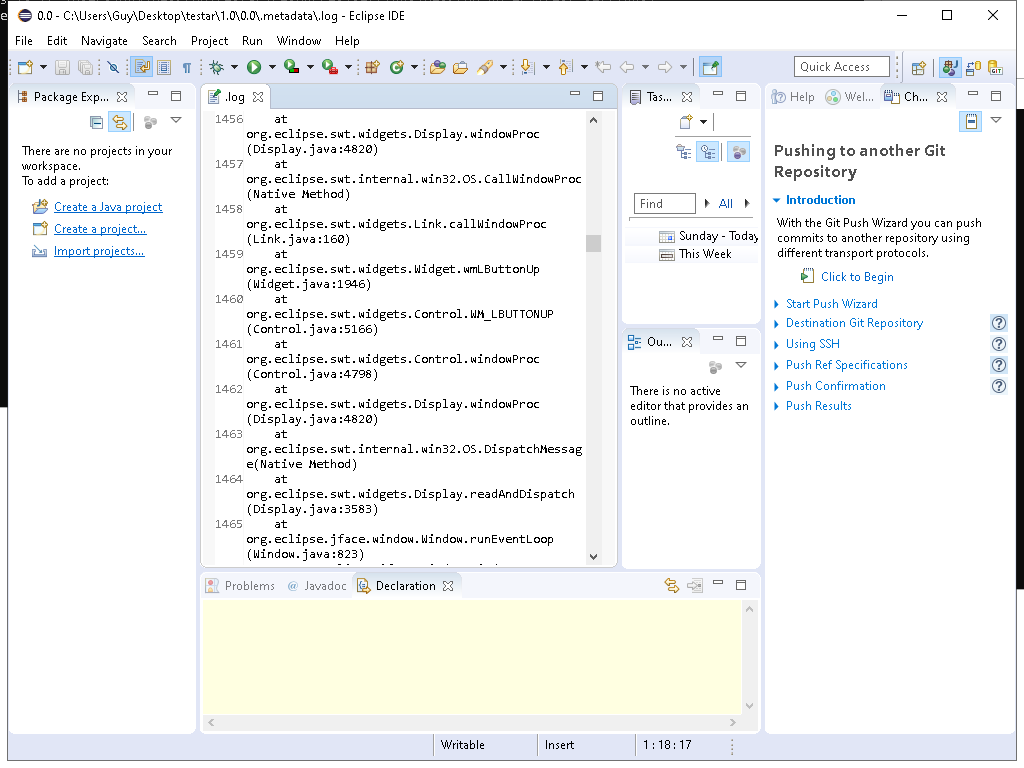 0.0 - C:\Users\Guy\Desktop\testar\1.0\0.0\.metadata\.log - Eclipse IDE
File Edit Navigate Search Project Run Window Help
Quick Access
Package Exp...
There are no projects in your
workspace.
To add a project:
Create a Java project
Create a project...
Import projects...
.log
1456 at
org.eclipse.swt.widgets.Display.windowProc
(Display.java:4820)
1457 at
org.eclipse.swt.internal.win32.OS.CallWindowProc
(Native Method)
1458 at
org.eclipse.swt.widgets.Link.callWindowProc
(Link.java:160)
1459 at
org.eclipse.swt.widgets.Widget.wmLButtonUp
(Widget.java:1946)
1460 at
org.eclipse.swt.widgets.Control.WM_LBUTTONUP
(Control.java:5166)
1461 at
org.eclipse.swt.widgets.Control.windowProc
(Control.java:4798)
1462 at
org.eclipse.swt.widgets.Display.windowProc
(Display.java:4820)
1463 at
org.eclipse.swt.internal.win32.OS.DispatchMessag
e(Native Method)
1464 at
org.eclipse.swt.widgets.Display.readAndDispatch
(Display.java:3583)
1465 at
org.eclipse.jface.window.Window.runEventLoop
(Window.java:823)
Tas...
Find All
Sunday - Today
This Week
Ou...
There is no active
editor that provides an
outline.
Help Wel... Ch...
Pushing to another Git
Repository
Introduction
With the Git Push Wizard you can push
commits to another repository using
different transport protocols.
Click to Begin
Start Push Wizard
Destination Git Repository
Using SSH
Push Ref Specifications
Push Confirmation
Push Results
Problems @ Javadoc Declaration
Writable Insert 1 : 18 : 17